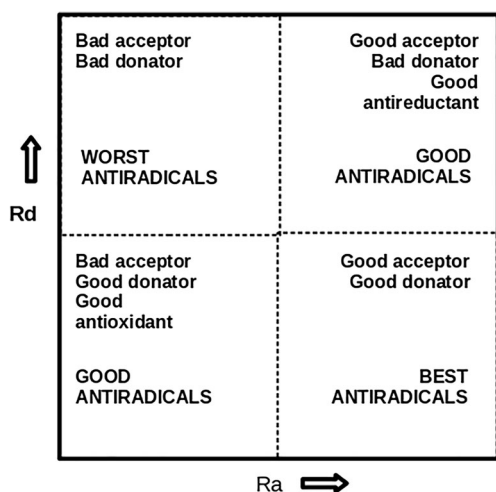 Bad acceptor
Bad donator
WORST
ANTIRADICALS
Good acceptor
Bad donator
Good
antireductant
GOOD
ANTIRADICALS
Rd
Bad acceptor
Good donator
Good
antioxidant
GOOD
ANTIRADICALS
Good acceptor
Good donator
BEST
ANTIRADICALS
Ra